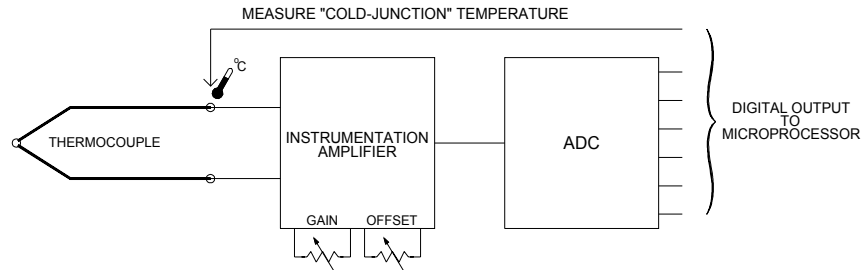 MEASURE "COLD-JUNCTION" TEMPERATURE
°C
THERMOCOUPLE
INSTRUMENTATION
AMPLIFIER
GAIN
OFFSET
ADC
DIGITAL OUTPUT
TO
MICROPROCESSOR